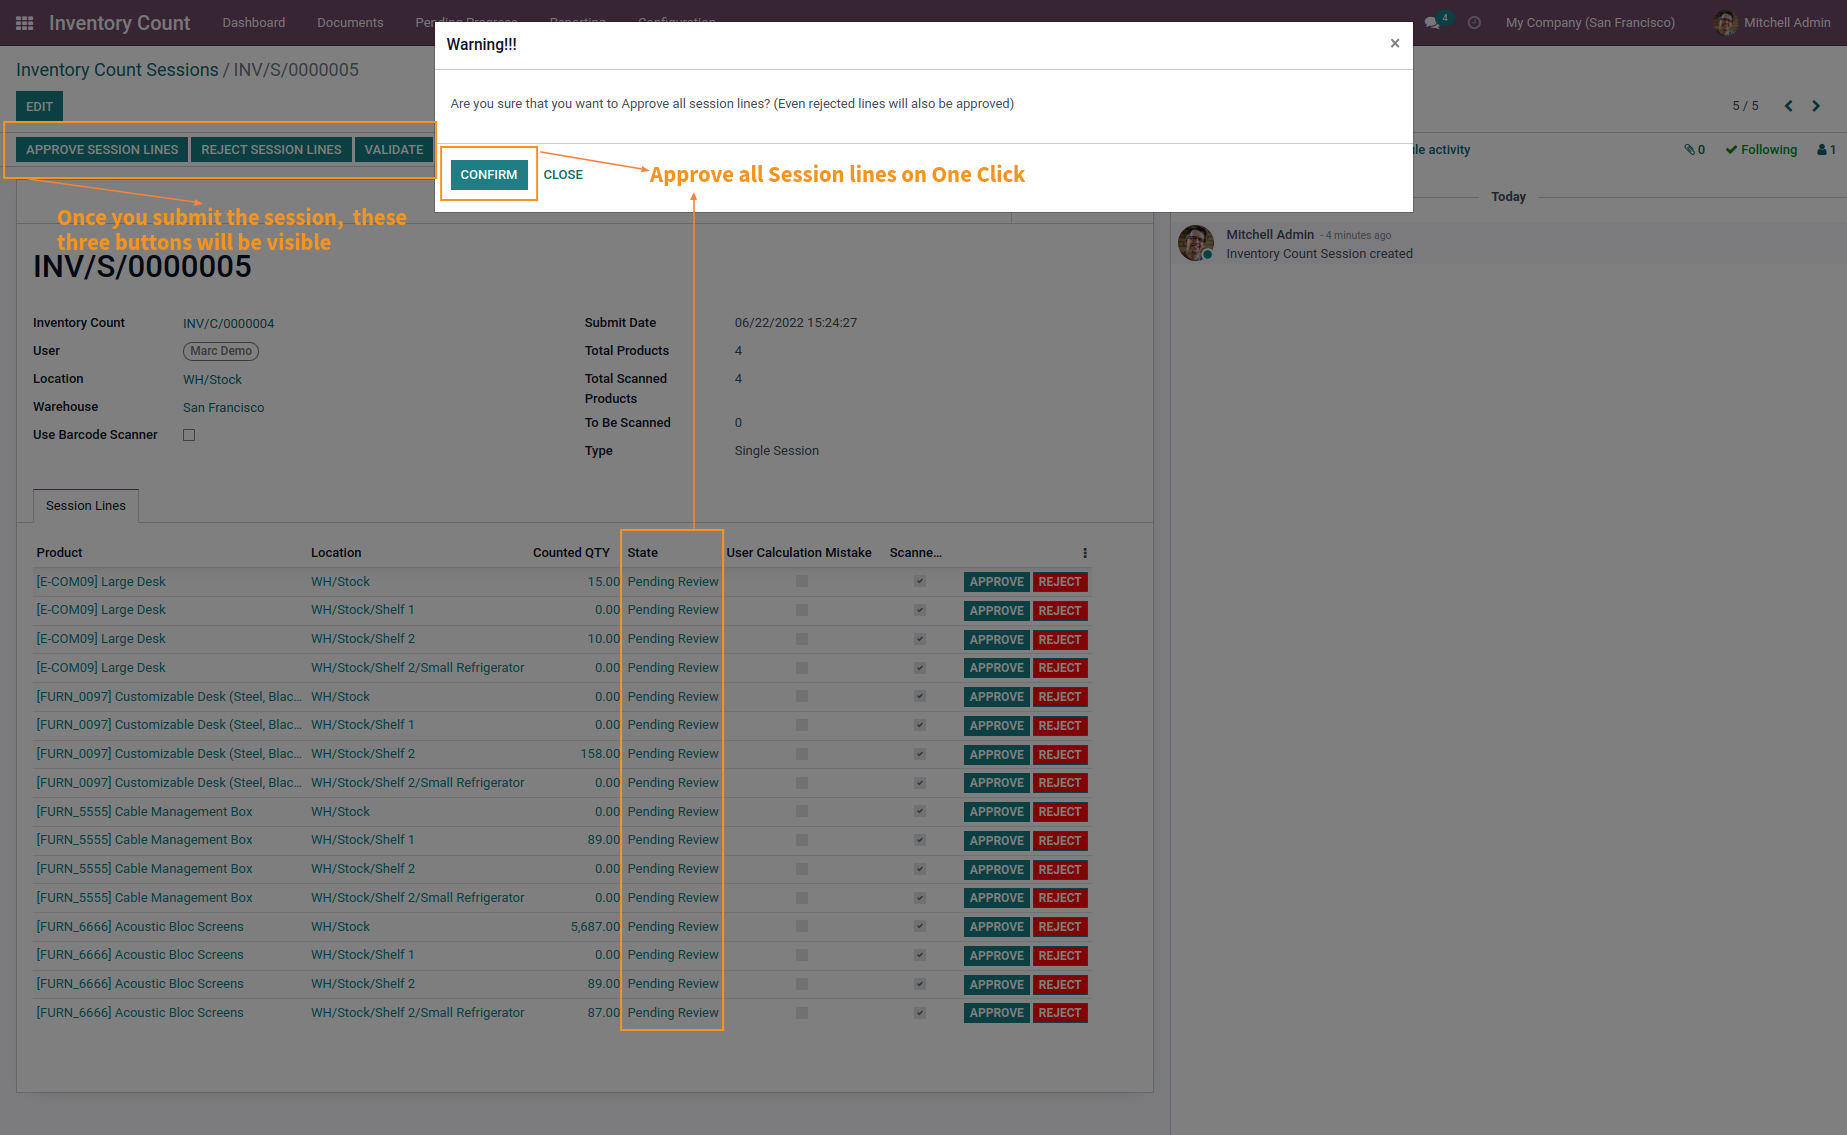 Inventory Count
Dashboard
Documents
4
My Company (San Francisco)
Mitchell Admin
Inventory Count Sessions / INV/S/0000005
EDIT
5 / 5
APPROVE SESSION LINES
REJECT SESSION LINES
VALIDATE
Warning!!!
×
Are you sure that you want to Approve all session lines? (Even rejected lines will also be approved)
CONFIRM
CLOSE
Approve all Session lines on One Click
activity
0
Following
1
Once you submit the session, these
three buttons will be visible
INV/S/0000005
Today
Mitchell Admin - 4 minutes ago
Inventory Count Session created
Inventory Count INV/C/0000004
User Marc Demo
Location WH/Stock
Warehouse San Francisco
Use Barcode Scanner
Submit Date 06/22/2022 15:24:27
Total Products 4
Total Scanned 4
Products
To Be Scanned 0
Type Single Session
Session Lines
Product Location Counted QTY State User Calculation Mistake Scanne...
[E-COM09] Large Desk WH/Stock 15.00 Pending Review APPROVE REJECT
[E-COM09] Large Desk WH/Stock/Shelf 1 0.00 Pending Review APPROVE REJECT
[E-COM09] Large Desk WH/Stock/Shelf 2 10.00 Pending Review APPROVE REJECT
[E-COM09] Large Desk WH/Stock/Shelf 2/Small Refrigerator 0.00 Pending Review APPROVE REJECT
[FURN_0097] Customizable Desk (Steel, Blac... WH/Stock 0.00 Pending Review APPROVE REJECT
[FURN_0097] Customizable Desk (Steel, Blac... WH/Stock/Shelf 1 0.00 Pending Review APPROVE REJECT
[FURN_0097] Customizable Desk (Steel, Blac... WH/Stock/Shelf 2 158.00 Pending Review APPROVE REJECT
[FURN_0097] Customizable Desk (Steel, Blac... WH/Stock/Shelf 2/Small Refrigerator 0.00 Pending Review APPROVE REJECT
[FURN_5555] Cable Management Box WH/Stock 0.00 Pending Review APPROVE REJECT
[FURN_5555] Cable Management Box WH/Stock/Shelf 1 89.00 Pending Review APPROVE REJECT
[FURN_5555] Cable Management Box WH/Stock/Shelf 2 0.00 Pending Review APPROVE REJECT
[FURN_5555] Cable Management Box WH/Stock/Shelf 2/Small Refrigerator 0.00 Pending Review APPROVE REJECT
[FURN_6666] Acoustic Bloc Screens WH/Stock 5,687.00 Pending Review APPROVE REJECT
[FURN_6666] Acoustic Bloc Screens WH/Stock/Shelf 1 0.00 Pending Review APPROVE REJECT
[FURN_6666] Acoustic Bloc Screens WH/Stock/Shelf 2 89.00 Pending Review APPROVE REJECT
[FURN_6666] Acoustic Bloc Screens WH/Stock/Shelf 2/Small Refrigerator 87.00 Pending Review APPROVE REJECT